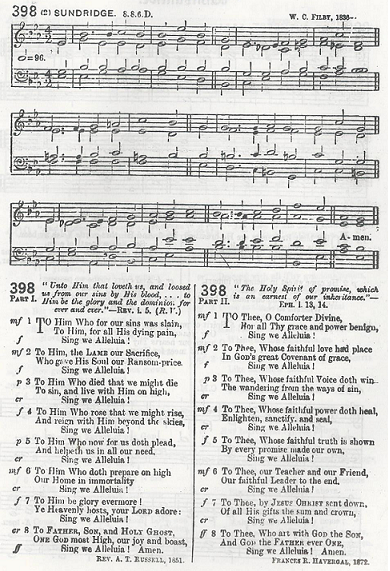 398 (2) SUNDRIDGE. 8.8.6.D.
W. C. FILBY, 1836–.
=96.
A- men.
398
PART I.
"Unto Him that loveth us, and loosed
us from our sins by His blood, . . . to
Him be the glory and the dominion for
ever and ever."—REV. i. 5, (R.V.)
mf 1 TO Him Who for our sins was slain,
To Him, for all His dying pain,
f Sing we Alleluia!
mf 2 To Him, the LAMB our Sacrifice,
Who gave His Soul our Ransom-price.
f Sing we Alleluia!
p 3 To Him Who died that we might die
To sin, and live with Him on high,
cr Sing we Alleluia!
f 4 To Him Who rose that we might rise,
And reign with Him beyond the skies,
Sing we Alleluia!
p 5 To Him Who now for us doth plead,
And helpeth us in all our need,
cr Sing we Alleluia!
mf 6 To Him Who doth prepare on high
Our Home in immortality
cr Sing we Alleluia!
f 7 To Him be glory evermore!
Ye Heavenly hosts, your LORD adore:
Sing we Alleluia!
cr 8 To FATHER, SON, and HOLY GHOST,
ONE GOD most High, our joy and boast,
ff Sing we Alleluia! Amen.
REV. A. T. RUSSELL, 1851.
398
PART II.
"The Holy Spirit of promise, which
is an earnest of our inheritance."—
EPH. i. 13, 14.
mf 1 TO Thee, O Comforter Divine,
For all Thy grace and power benign,
f Sing we Alleluia!
mf 2 To Thee, Whose faithful love had place
In God's great Covenant of grace,
f Sing we Alleluia!
p 3 To Thee, Whose faithful Voice doth win
The wandering from the ways of sin,
cr Sing we Alleluia!
mf 4 To Thee, Whose faithful power doth heal,
Enlighten, sanctify, and seal,
cr Sing we Alleluia!
f 5 To Thee, Whose faithful truth is shown
By every promise made our own,
Sing we Alleluia!
mf 6 To Thee, our Teacher and our Friend,
Our faithful Leader to the end,
cr Sing we Alleluia!
f 7 To Thee, by JESUS CHRIST sent down,
Of all His gifts the sum and crown,
Sing we Alleluia!
ff 8 To Thee, Who art with GOD the SON,
And GOD the FATHER ever ONE,
Sing we Alleluia! Amen.
FRANCES R. HAVERGAL, 1872.